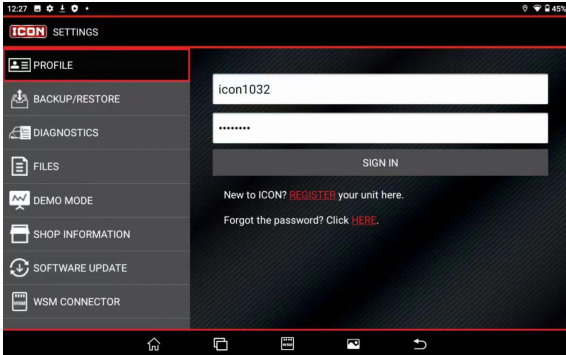 12:27
45%
ICON SETTINGS
PROFILE
BACKUP/RESTORE
DIAGNOSTICS
FILES
DEMO MODE
SHOP INFORMATION
SOFTWARE UPDATE
WSM CONNECTOR
icon1032
••••••••
SIGN IN
New to ICON? REGISTER your unit here.
Forgot the password? Click HERE.
WSM